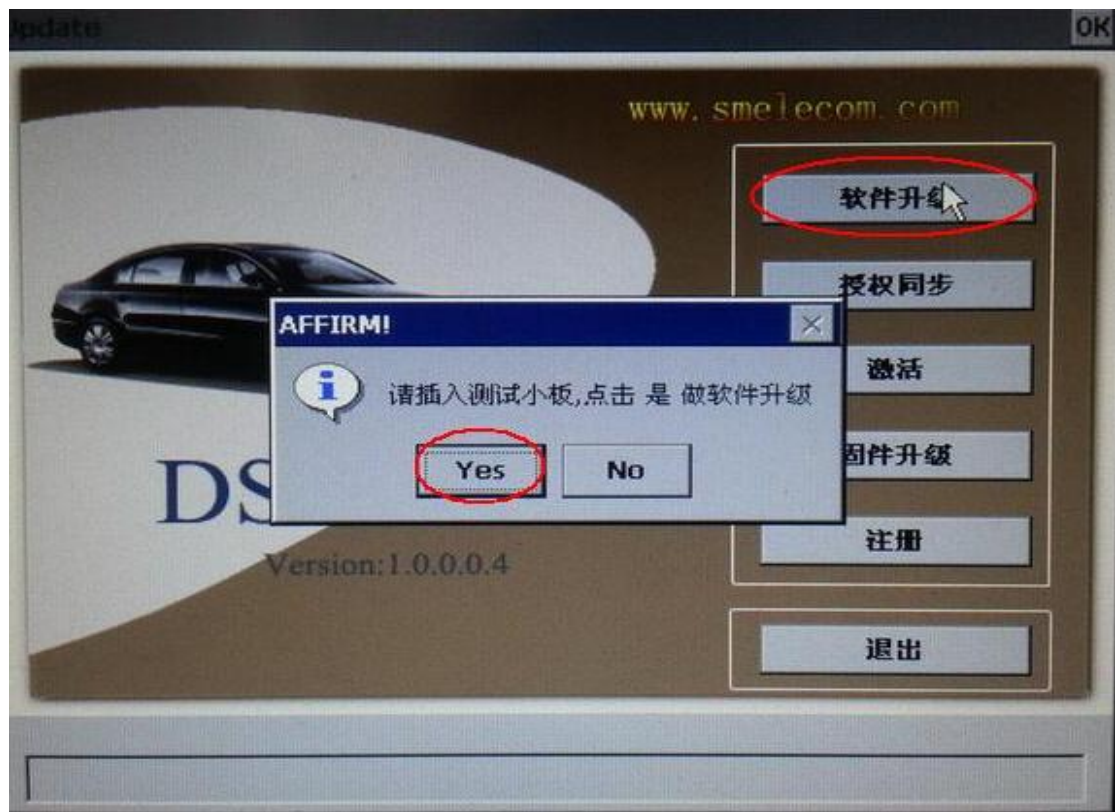 Update
OK
www.smelecom.com
软件升级
授权同步
AFFIRM!
激活
请插入测试小板,点击 是 做软件升级
固件升级
Yes
No
DS
注册
Version:1.0.0.0.4
退出